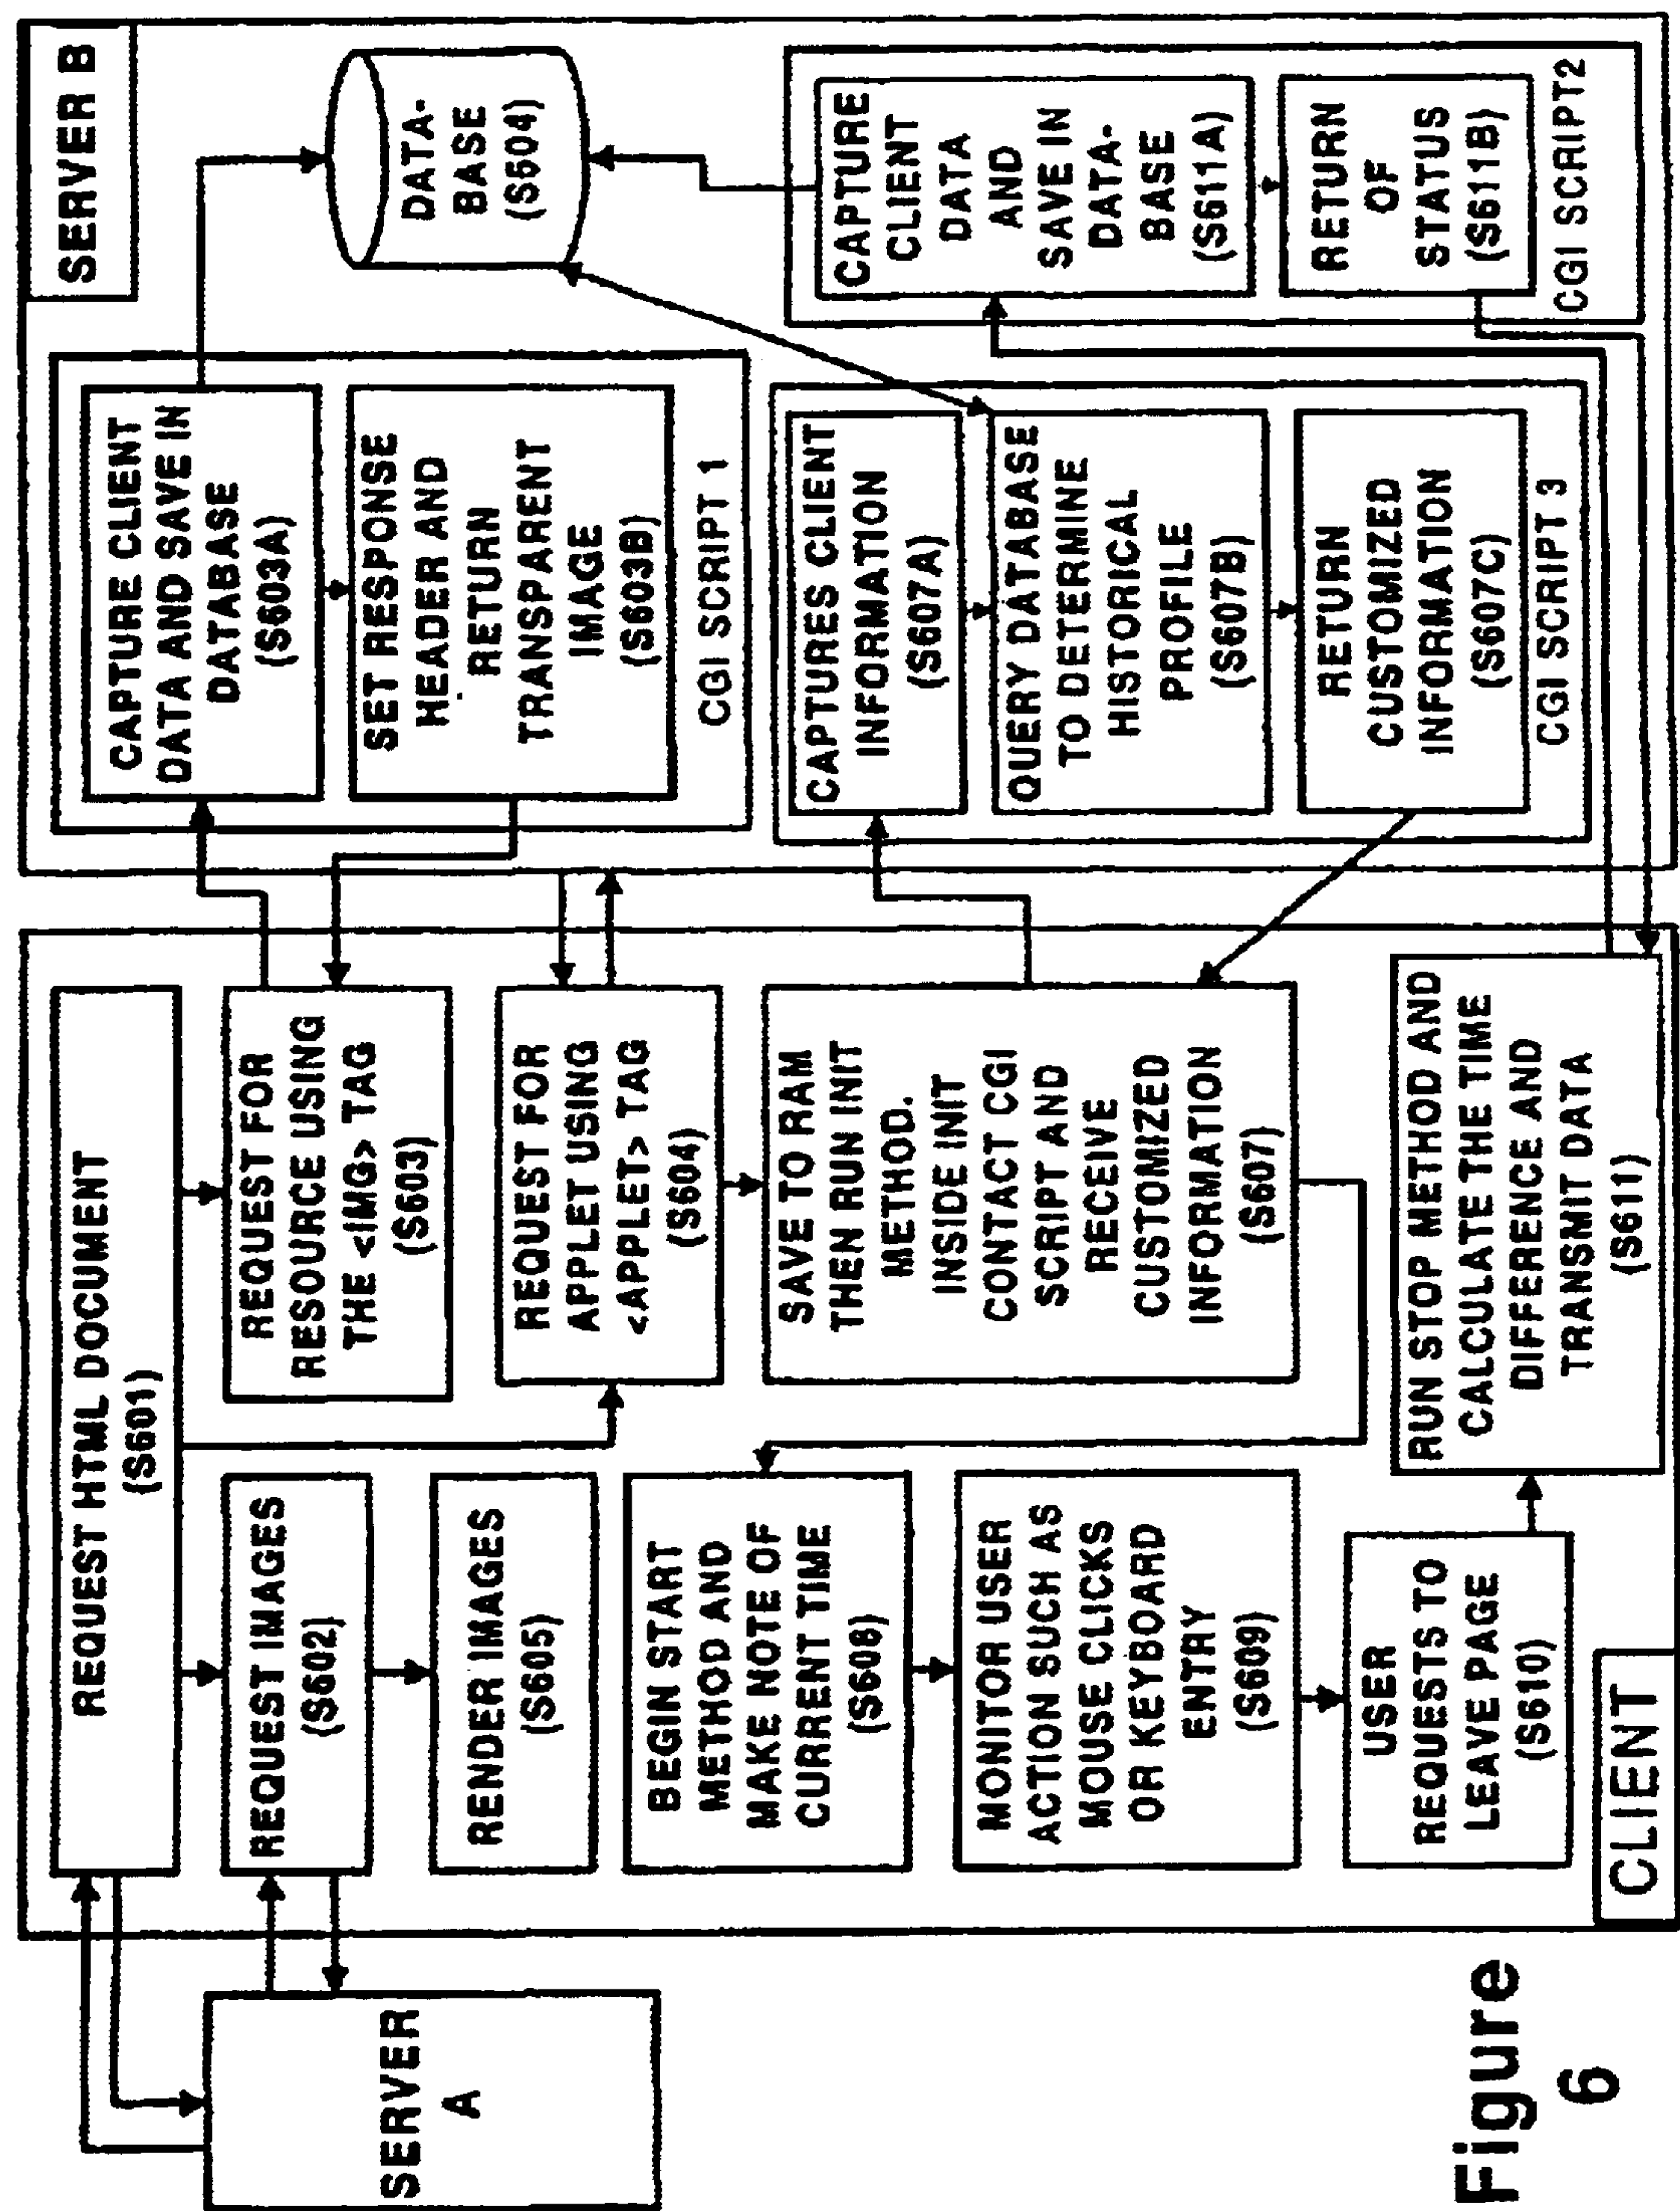 SERVER
A
REQUEST HTML DOCUMENT
(S601)
REQUEST IMAGES
(S602)
RENDER IMAGES
(S605)
BEGIN START
METHOD AND
MAKE NOTE OF
CURRENT TIME
(S608)
MONITOR USER
ACTION SUCH AS
MOUSE CLICKS
OR KEYBOARD
ENTRY
(S609)
USER
REQUESTS TO
LEAVE PAGE
(S610)
REQUEST FOR
RESOURCE USING
THE <IMG> TAG
(S603)
REQUEST FOR
APPLET USING
<APPLET> TAG
(S604)
SAVE TO RAM
THEN RUN INIT
METHOD.
INSIDE INIT
CONTACT CGI
SCRIPT AND
RECEIVE
CUSTOMIZED
INFORMATION
(S607)
RUN STOP METHOD AND
CALCULATE THE TIME
DIFFERENCE AND
TRANSMIT DATA
(S611)
CLIENT
SERVER B
CAPTURE CLIENT
DATA AND SAVE IN
DATABASE
(S603A)
SET RESPONSE
HEADER AND
RETURN
TRANSPARENT
IMAGE
(S603B)
CGI SCRIPT 1
DATA-
BASE
(S504)
CAPTURES CLIENT
INFORMATION
(S607A)
QUERY DATABASE
TO DETERMINE
HISTORICAL
PROFILE
(S607B)
RETURN
CUSTOMIZED
INFORMATION
(S607C)
CGI SCRIPT 3
CAPTURE
CLIENT
DATA
AND
SAVE IN
DATA-
BASE
(S611A)
RETURN
OF
STATUS
(S611B)
CGI SCRIPT2
Figure
6